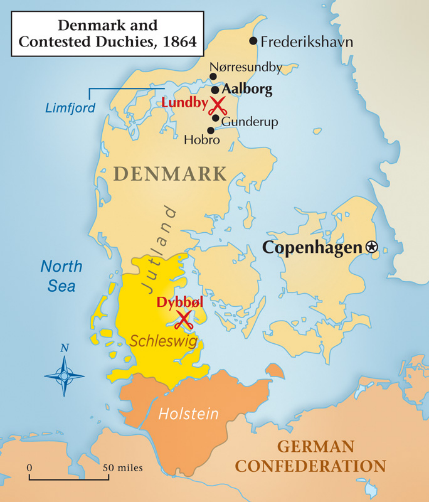 Denmark and
Contested Duchies, 1864
Frederikshavn
Nørresundby
Aalborg
Limfjord
Lundby
Gunderup
Hobro
DENMARK
Jutland
Copenhagen
North
Sea
Dybbøl
Schleswig
N
Holstein
GERMAN
CONFEDERATION
0 50 miles